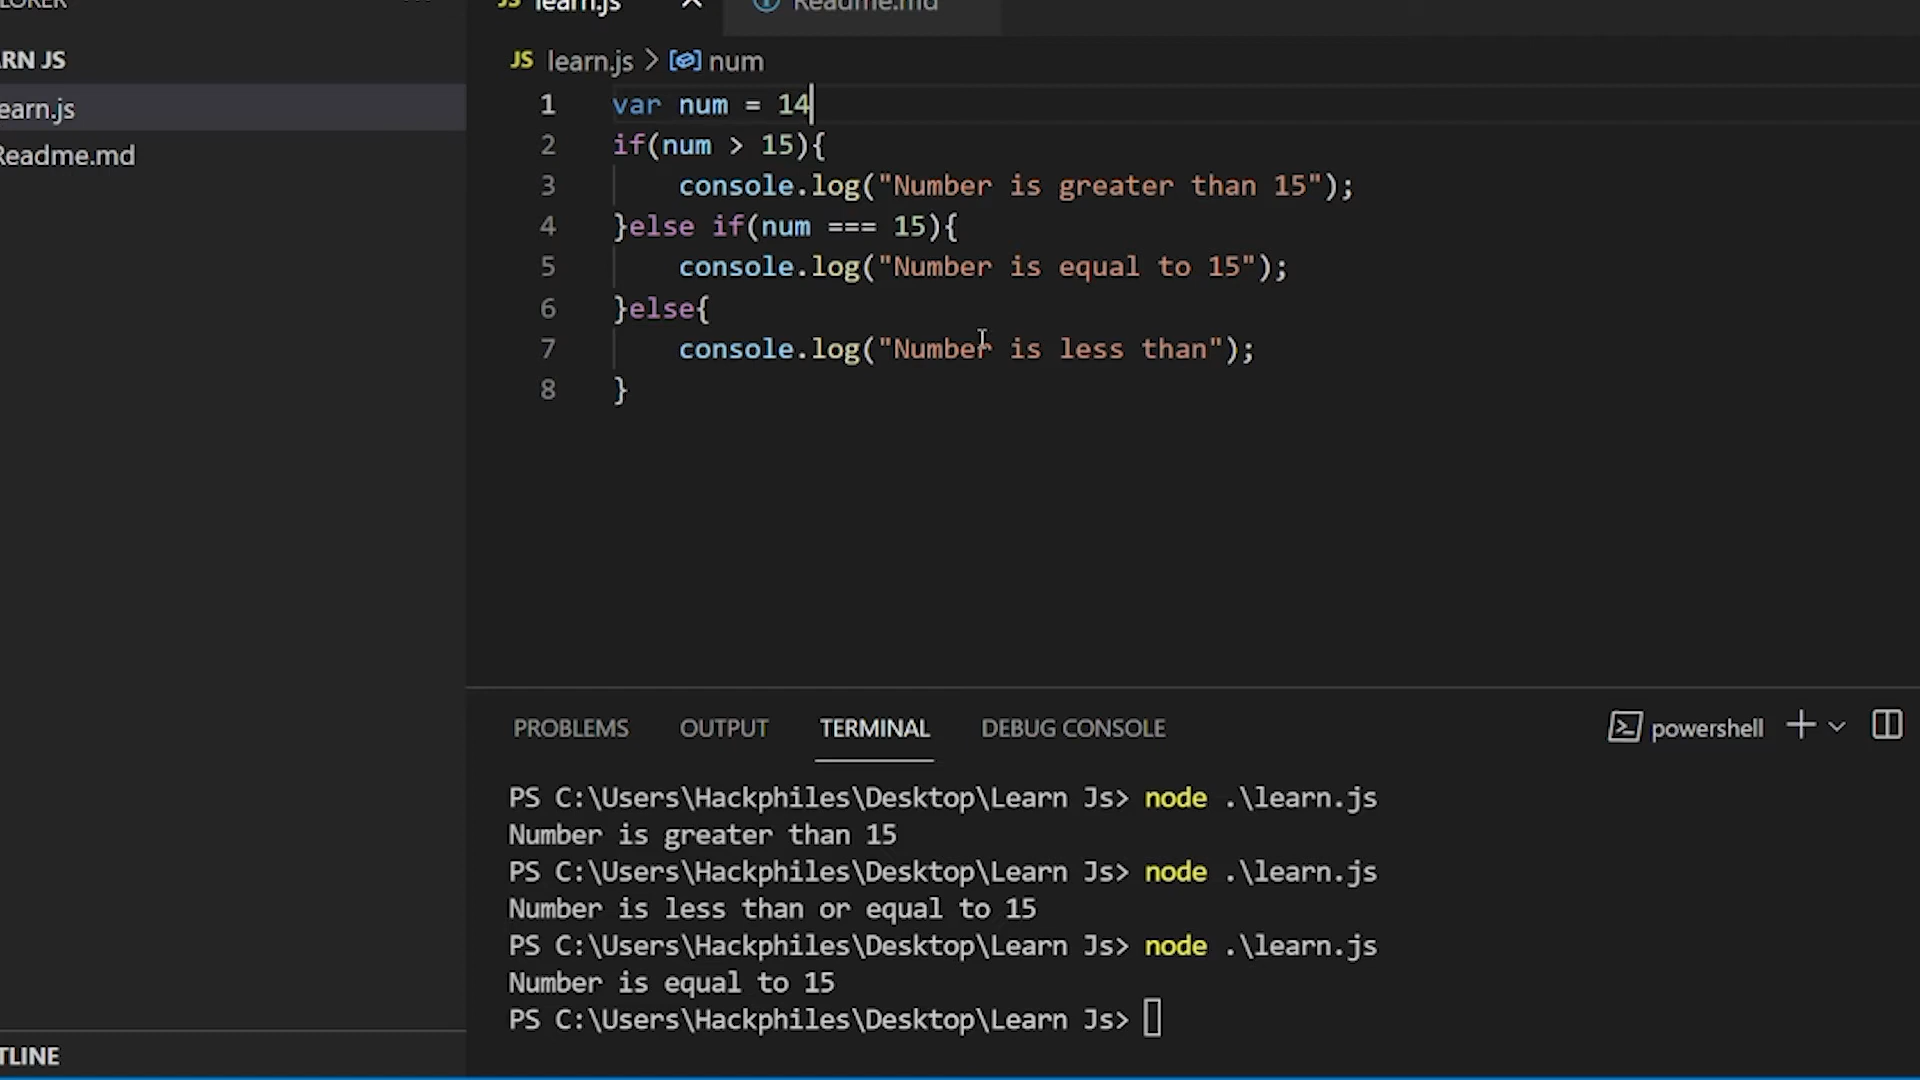 RN JS
earn.js
Readme.md
TLINE
learn.js
Readme.md
JS learn.js > num
1 var num = 14
2 if(num > 15){
3 console.log("Number is greater than 15");
4 }else if(num === 15){
5 console.log("Number is equal to 15");
6 }else{
7 console.log("Number is less than");
8 }
PROBLEMS OUTPUT TERMINAL DEBUG CONSOLE powershell
PS C:\Users\Hackphiles\Desktop\Learn Js> node .\learn.js
Number is greater than 15
PS C:\Users\Hackphiles\Desktop\Learn Js> node .\learn.js
Number is less than or equal to 15
PS C:\Users\Hackphiles\Desktop\Learn Js> node .\learn.js
Number is equal to 15
PS C:\Users\Hackphiles\Desktop\Learn Js>